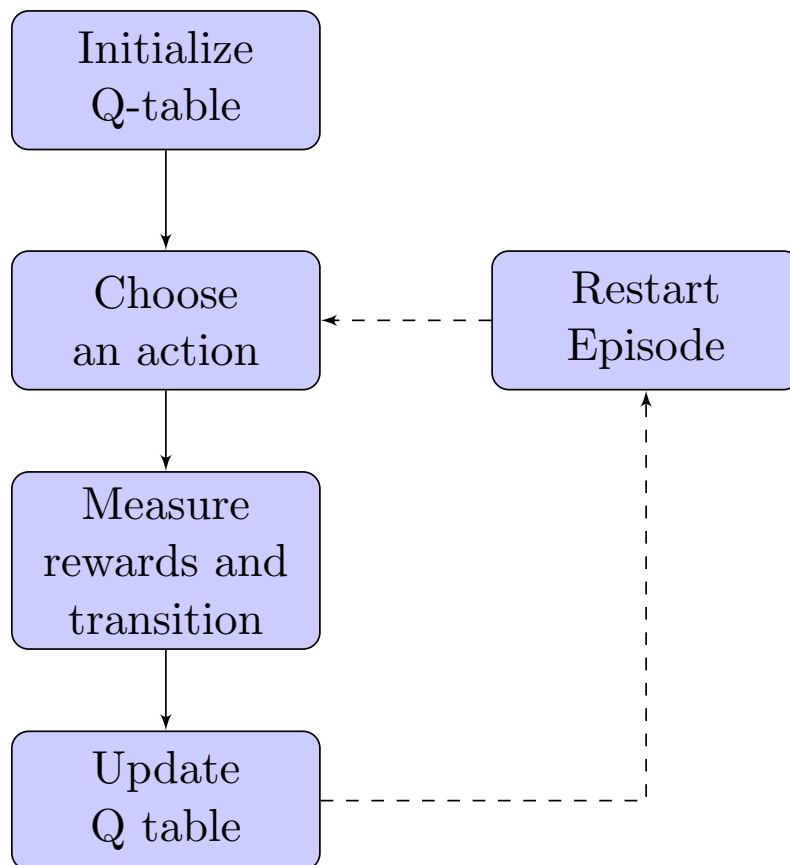 Initialize
Q-table
Choose
an action
Restart
Episode
Measure
rewards and
transition
Update
Q table